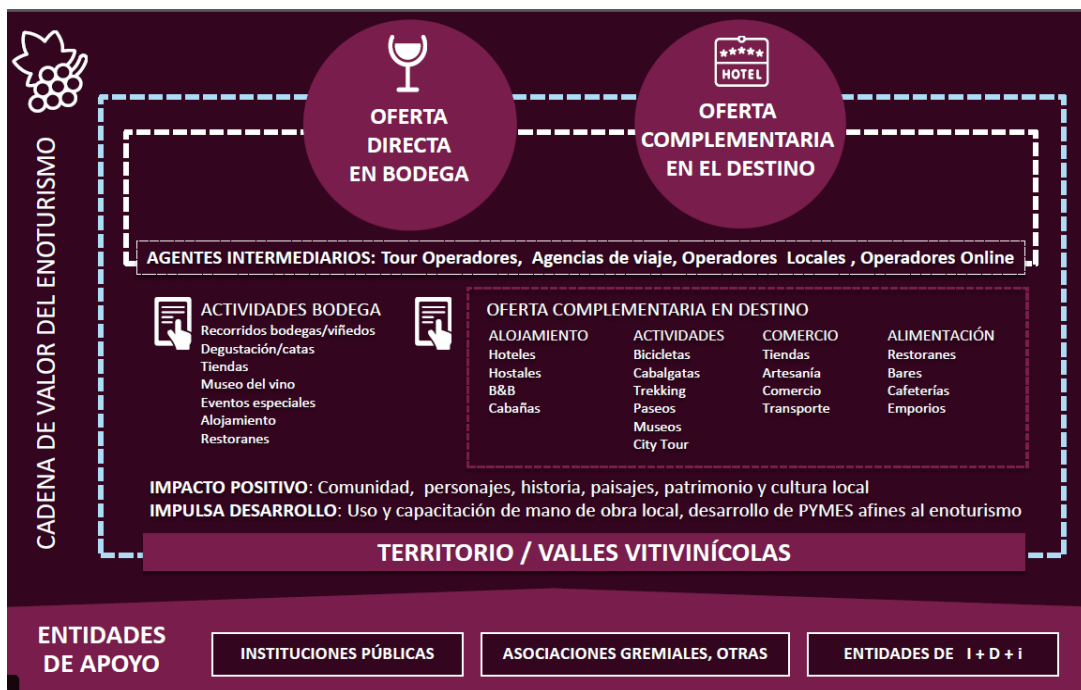 CADENA DE VALOR DEL ENOTURISMO
OFERTA
DIRECTA
EN BODEGA
HOTEL
OFERTA
COMPLEMENTARIA
EN EL DESTINO
AGENTES INTERMEDIARIOS: Tour Operadores, Agencias de viaje, Operadores Locales , Operadores Online
ACTIVIDADES BODEGA
Recorridos bodegas/viñedos
Degustación/catas
Tiendas
Museo del vino
Eventos especiales
Alojamiento
Restoranes
OFERTA COMPLEMENTARIA EN DESTINO
ALOJAMIENTO
Hoteles
Hostales
B&B
Cabañas
ACTIVIDADES
Bicicletas
Cabalgatas
Trekking
Paseos
Museos
City Tour
COMERCIO
Tiendas
Artesanía
Comercio
Transporte
ALIMENTACIÓN
Restoranes
Bares
Cafeterías
Emporios
IMPACTO POSITIVO: Comunidad, personajes, historia, paisajes, patrimonio y cultura local
IMPULSA DESARROLLO: Uso y capacitación de mano de obra local, desarrollo de PYMES afines al enoturismo
TERRITORIO / VALLES VITIVINÍCOLAS
ENTIDADES
DE APOYO
INSTITUCIONES PÚBLICAS
ASOCIACIONES GREMIALES, OTRAS
ENTIDADES DE I + D + i